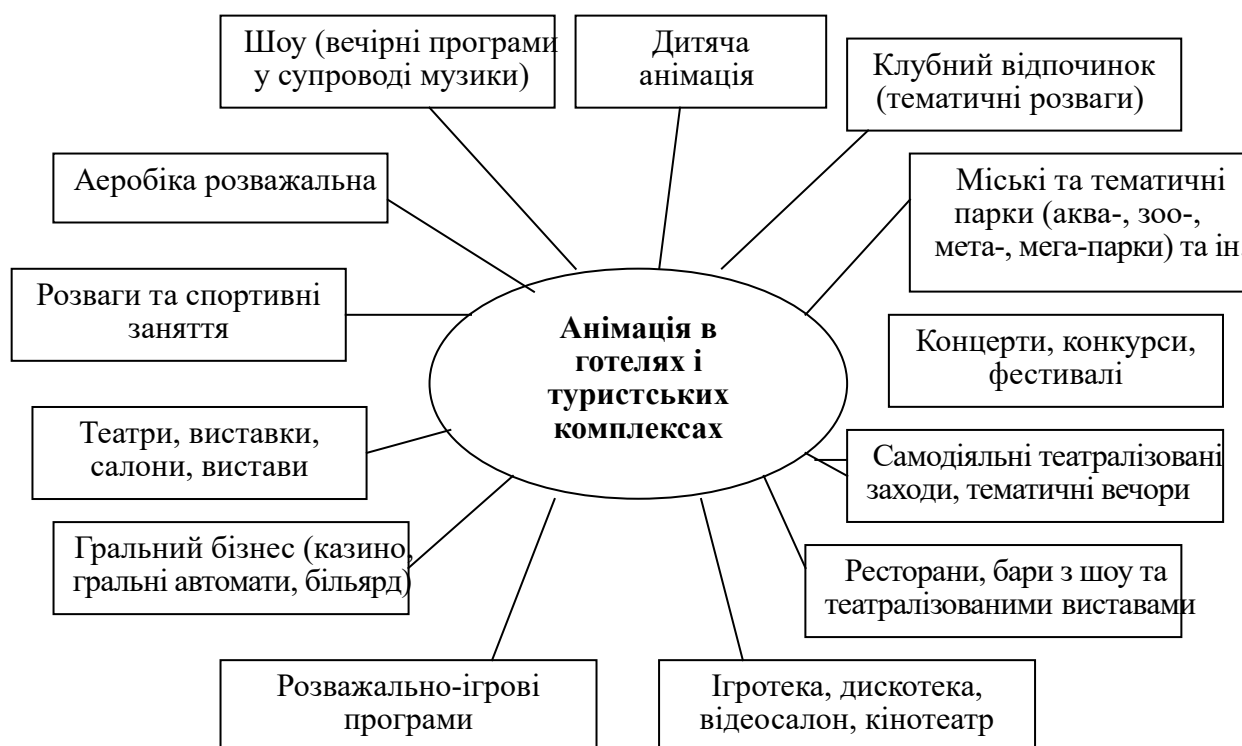 Шоу (вечірні програми
у супроводі музики)
Дитяча
анімація
Клубний відпочинок
(тематичні розваги)
Аеробіка розважальна
Міські та тематичні
парки (аква-, зоо-,
мета-, мега-парки) та ін.
Розваги та спортивні
заняття
Анімація в
готелях і
туристських
комплексах
Концерти, конкурси,
фестивалі
Театри, виставки,
салони, вистави
Самодіяльні театралізовані
заходи, тематичні вечори
Гральний бізнес (казино,
гральні автомати, більярд)
Ресторани, бари з шоу та
театралізованими виставами
Розважально-ігрові
програми
Ігротека, дискотека,
відеосалон, кінотеатр